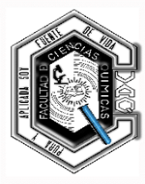 PURA Y APLICADA SOY FUENTE DE VIDA
FACULTAD DE CIENCIAS QUIMICAS